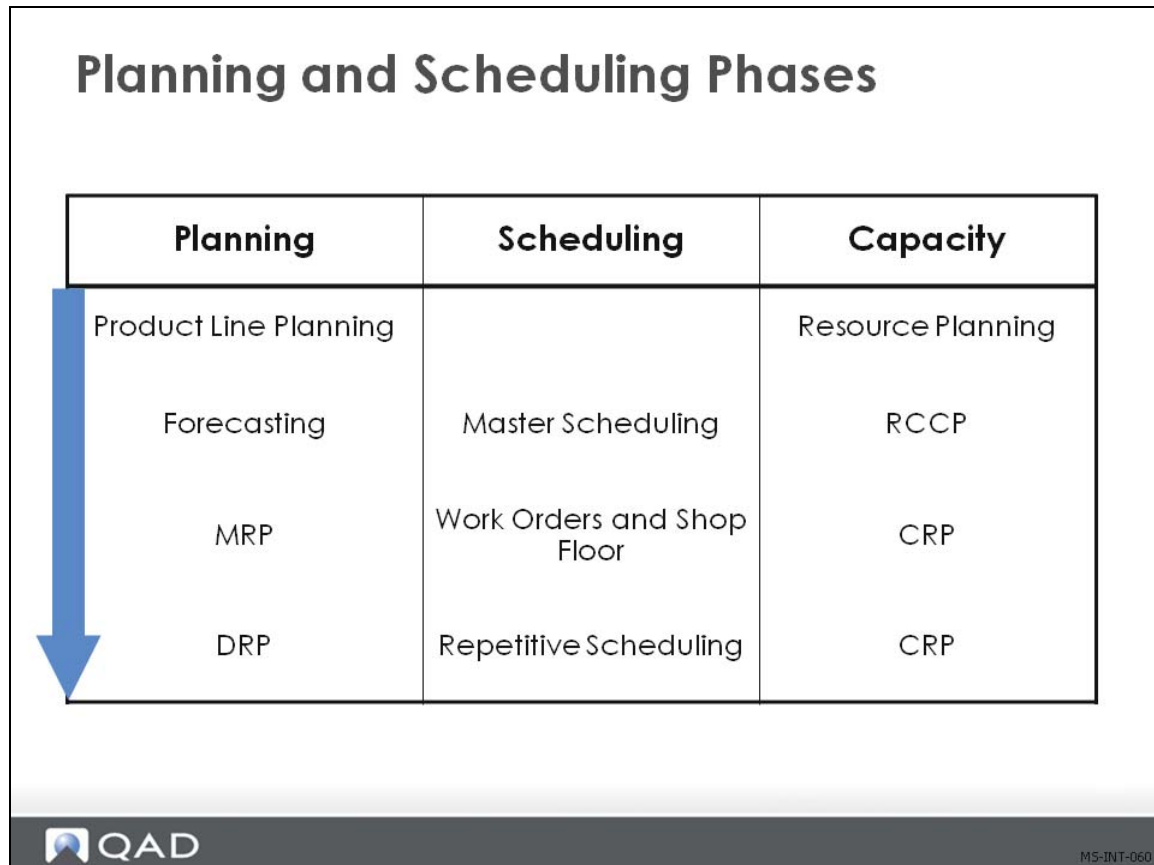 Planning and Scheduling Phases
Planning Scheduling Capacity
Product Line Planning Resource Planning
Forecasting Master Scheduling RCCP
MRP Work Orders and Shop Floor CRP
DRP Repetitive Scheduling CRP
QAD
MS-INT-060